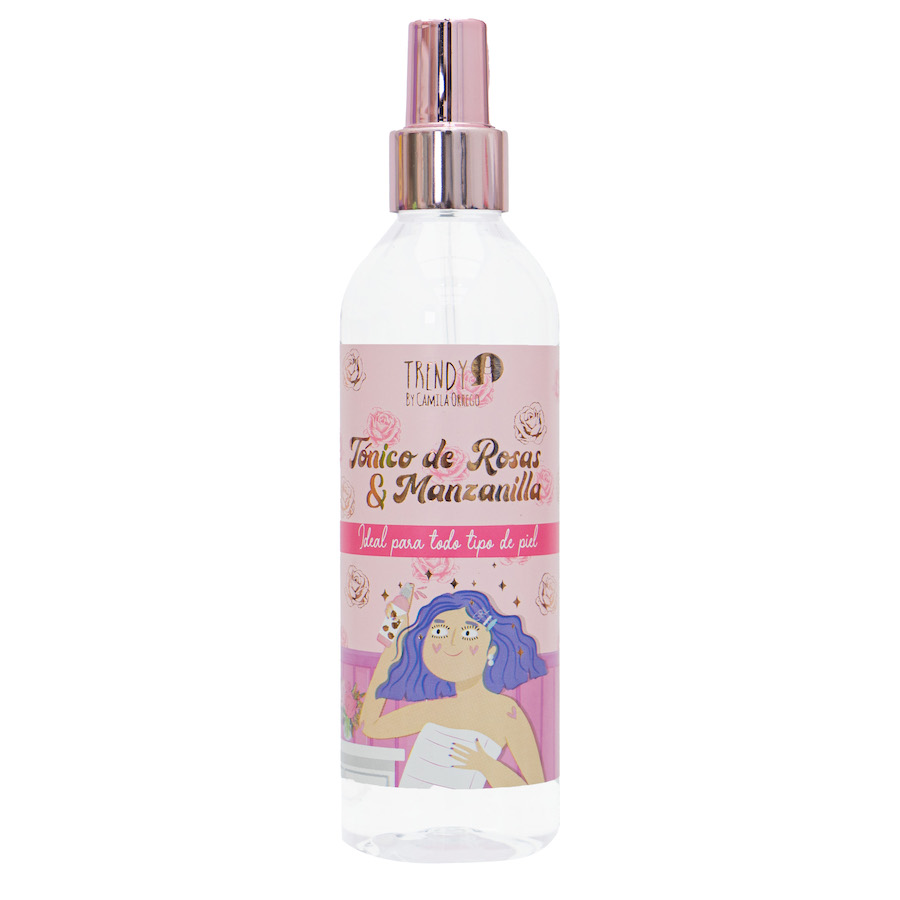 TRENDY
BY CAMILA ORREGO
Tónico de Rosas
& Manzanilla
Ideal para todo tipo de piel